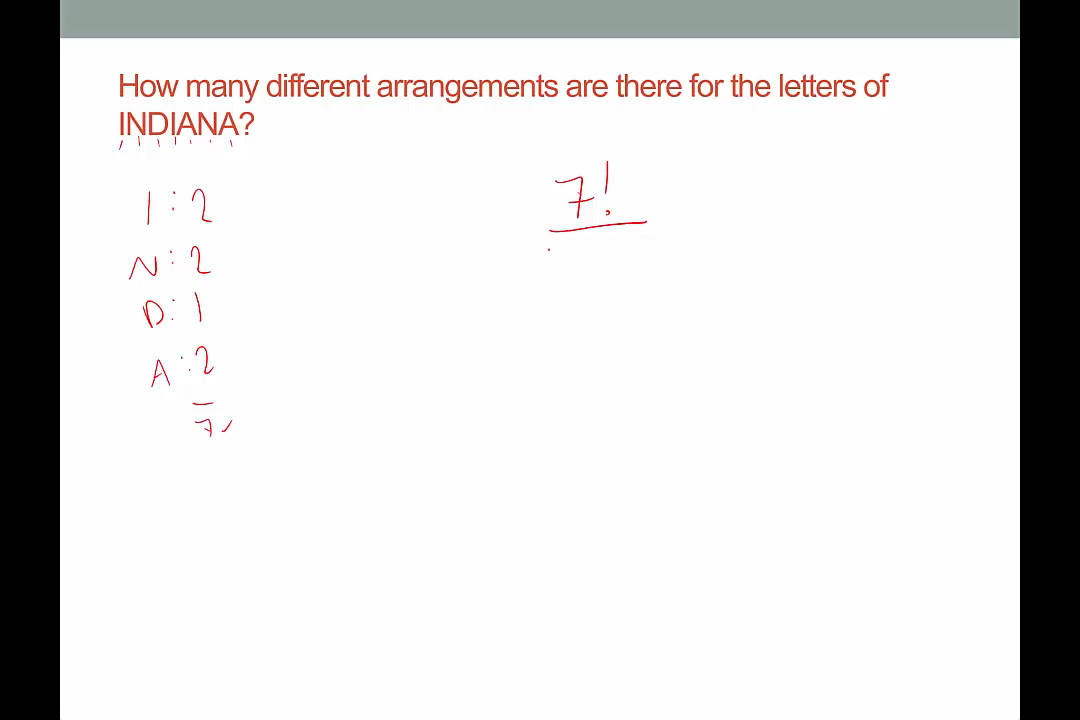 How many different arrangements are there for the letters of
INDIANA?
I : 2
N : 2
D : 1
A : 2
7
7!